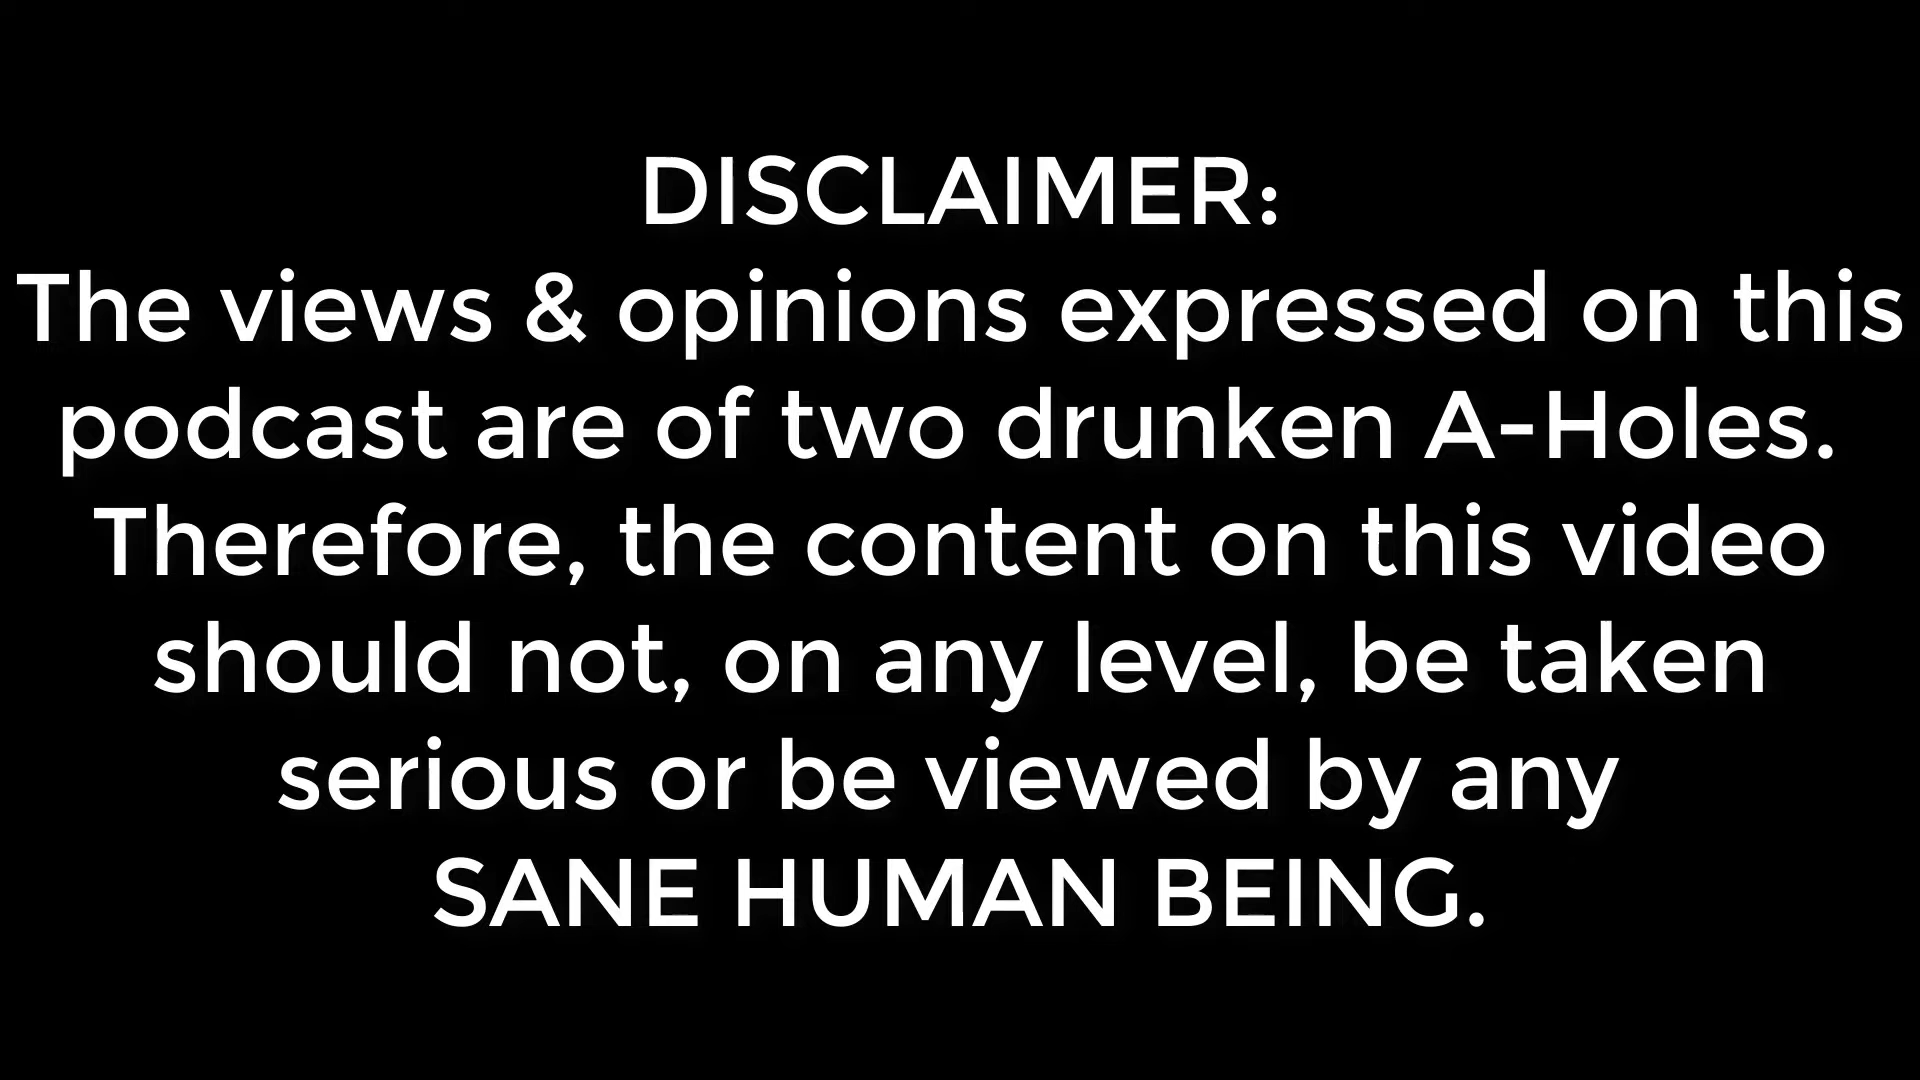 DISCLAIMER:
The views & opinions expressed on this
podcast are of two drunken A-Holes.
Therefore, the content on this video
should not, on any level, be taken
serious or be viewed by any
SANE HUMAN BEING.